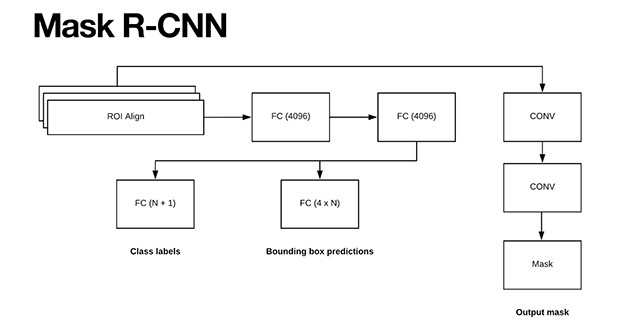 Mask R-CNN
ROI Align
FC (4096)
FC (4096)
CONV
CONV
FC (N + 1)
FC (4 x N)
Class labels
Bounding box predictions
Mask
Output mask